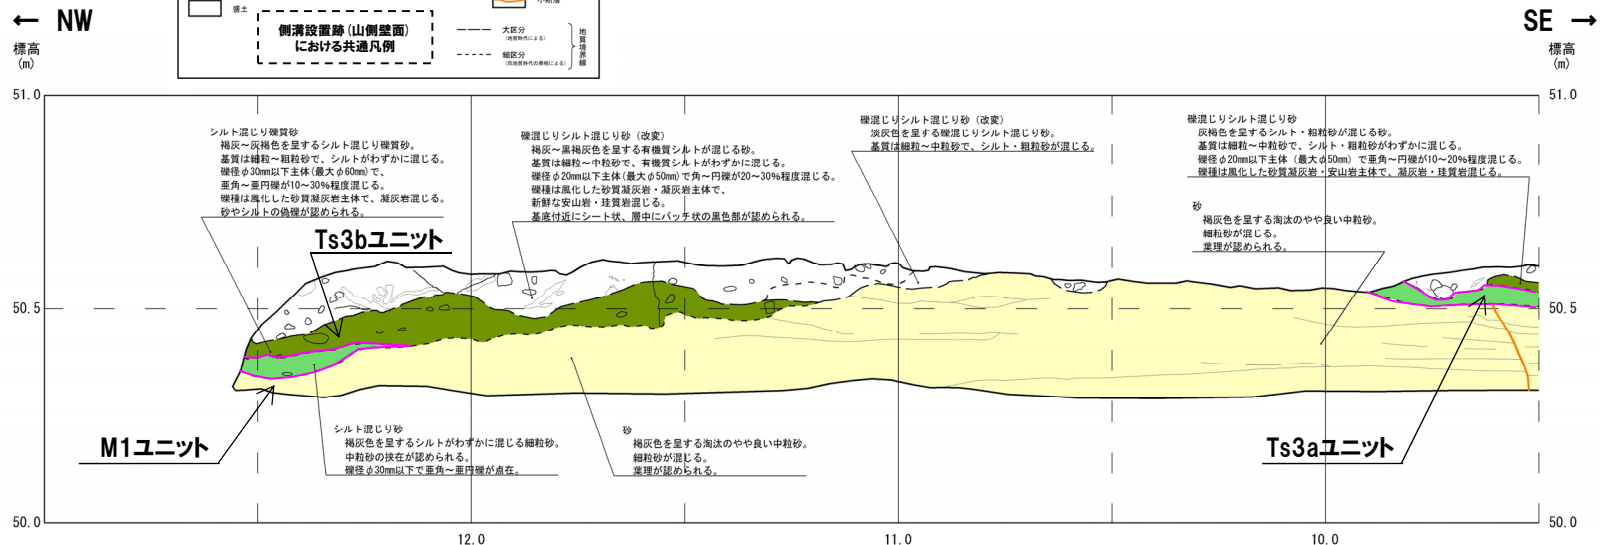 ← NW
SE →
盛土
小断層
側溝設置跡(山側壁面)
における共通凡例
大区分
(地質時代による)
細区分
(同地質時代の層相による)
地質境界線
標高
(m)
標高
(m)
51.0
51.0
シルト混じり礫質砂
褐灰～灰褐色を呈するシルト混じり礫質砂。
基質は細粒～粗粒砂で、シルトがわずかに混じる。
礫径φ30mm以下主体(最大φ60mm)で、
亜角～亜円礫が10～30%程度混じる。
礫種は風化した砂質凝灰岩主体で、凝灰岩混じる。
砂やシルトの偽礫が認められる。
礫混じりシルト混じり砂（改変）
褐灰～黒褐灰色を呈する有機質シルトが混じる砂。
基質は細粒～中粒砂で、有機質シルトがわずかに混じる。
礫径φ20mm以下主体(最大φ50mm)で角～円礫が20～30%程度混じる。
礫種は風化した砂質凝灰岩・凝灰岩主体で、
新鮮な安山岩・珪質岩混じる。
基底付近にシート状、層中にパッチ状の黒色部が認められる。
礫混じりシルト混じり砂（改変）
淡灰色を呈する礫混じりシルト混じり砂。
基質は細粒～中粒砂で、シルト・粗粒砂が混じる。
礫混じりシルト混じり砂
灰褐色を呈するシルト・粗粒砂が混じる砂。
基質は細粒～中粒砂で、シルト・粗粒砂がわずかに混じる。
礫径φ20mm以下主体（最大φ50mm）で亜角～円礫が10～20%程度混じる。
礫種は風化した砂質凝灰岩・安山岩主体で、凝灰岩・珪質岩混じる。
砂
褐灰色を呈する淘汰のやや良い中粒砂。
細粒砂が混じる。
葉理が認められる。
Ts3bユニット
50.5
50.5
M1ユニット
シルト混じり砂
褐灰色を呈するシルトがわずかに混じる細粒砂。
中粒砂の挟在が認められる。
礫径φ30mm以下で亜角～亜円礫が点在。
砂
褐灰色を呈する淘汰のやや良い中粒砂。
細粒砂が混じる。
葉理が認められる。
Ts3aユニット
50.0
50.0
12.0
11.0
10.0